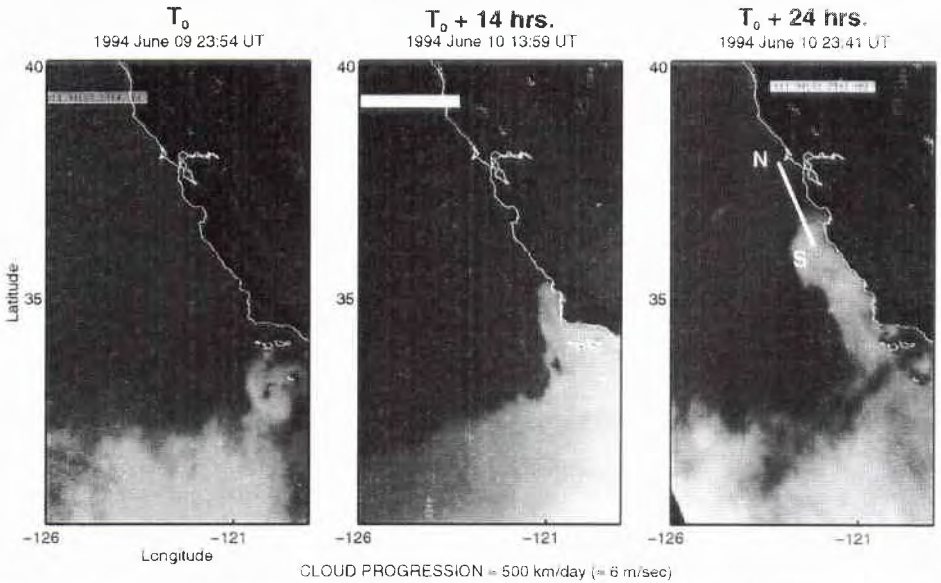 T₀
1994 June 09 23:54 UT
T₀ + 14 hrs.
1994 June 10 13:59 UT
T₀ + 24 hrs.
1994 June 10 23:41 UT
40
40
40
N
S
Latitude
35
35
35
-126
-121
-126
-121
-126
-121
Longitude
CLOUD PROGRESSION ≈ 500 km/day (≈ 6 m/sec)